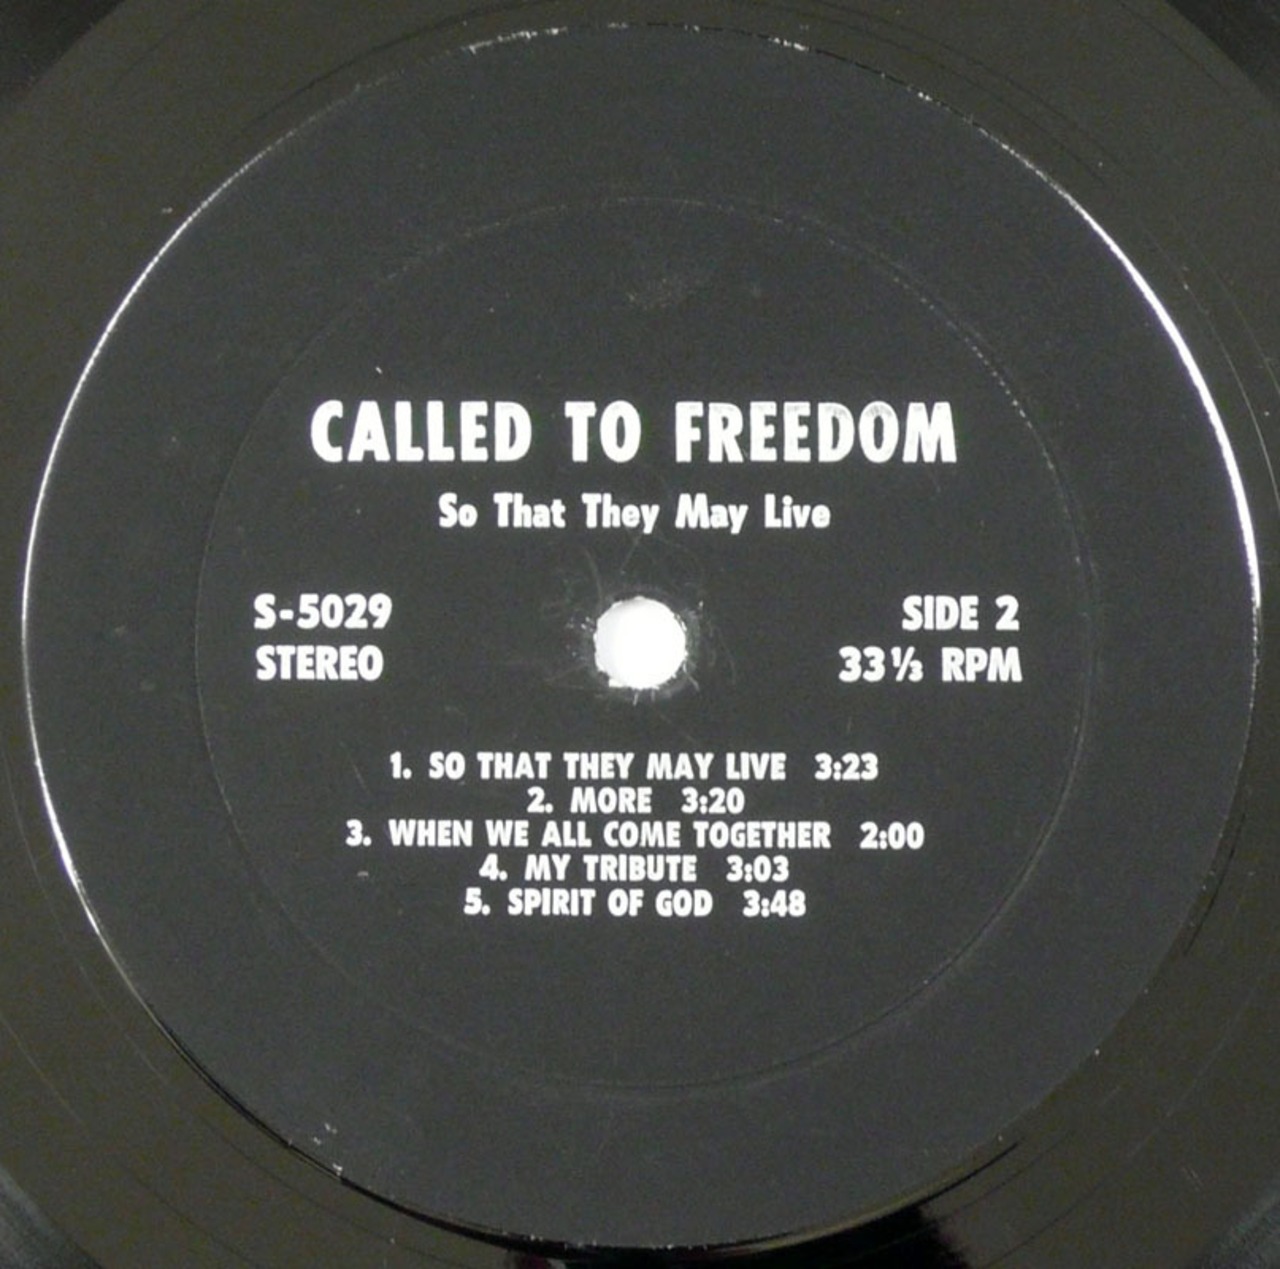 CALLED TO FREEDOM
So That They May Live
S-5029
SIDE 2
STEREO
33⅓ RPM
1. SO THAT THEY MAY LIVE 3:23
2. MORE 3:20
3. WHEN WE ALL COME TOGETHER 2:00
4. MY TRIBUTE 3:03
5. SPIRIT OF GOD 3:48